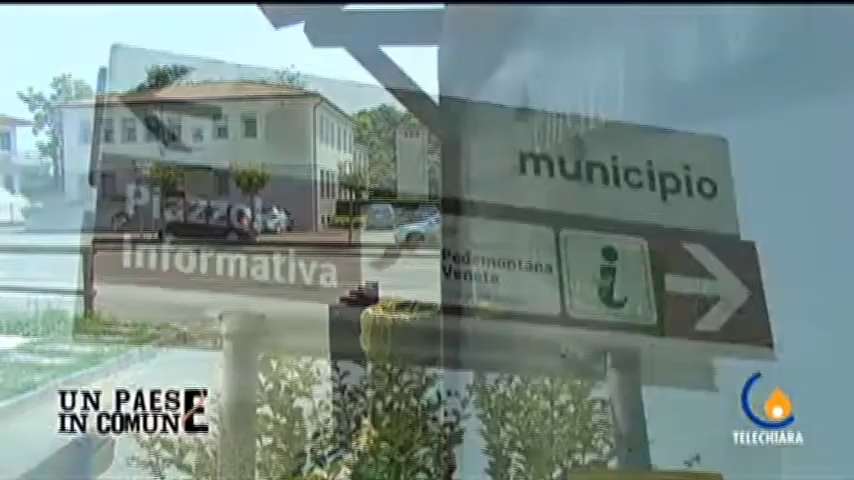 municipio
Piazzola
Informativa
Pedemontana
Veneta
i
UN PAESE
IN COMUNE
TELECHIARA